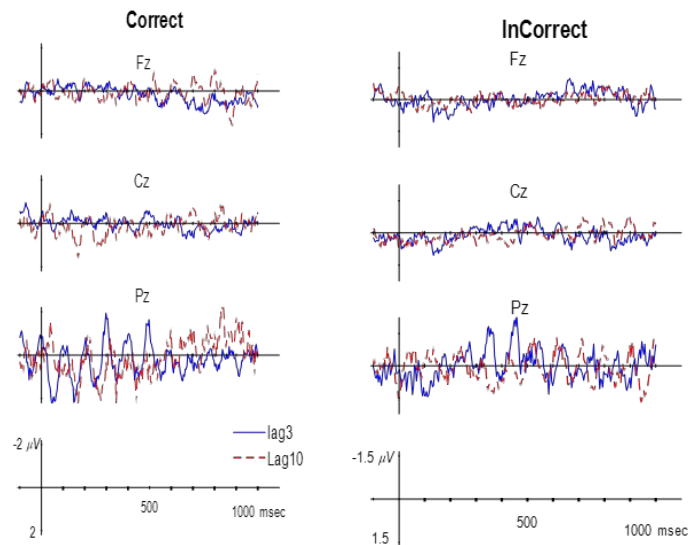 Correct
Fz
Cz
Pz
-2 μV
lag3
Lag10
500
1000 msec
2
InCorrect
Fz
Cz
Pz
-1.5 μV
500
1000 msec
1.5